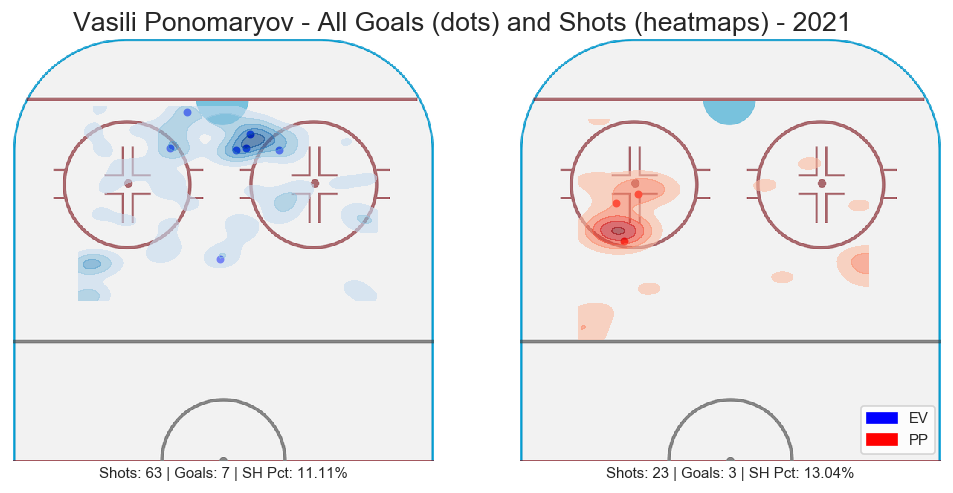 Vasili Ponomaryov - All Goals (dots) and Shots (heatmaps) - 2021
EV
PP
Shots: 63 | Goals: 7 | SH Pct: 11.11%
Shots: 23 | Goals: 3 | SH Pct: 13.04%